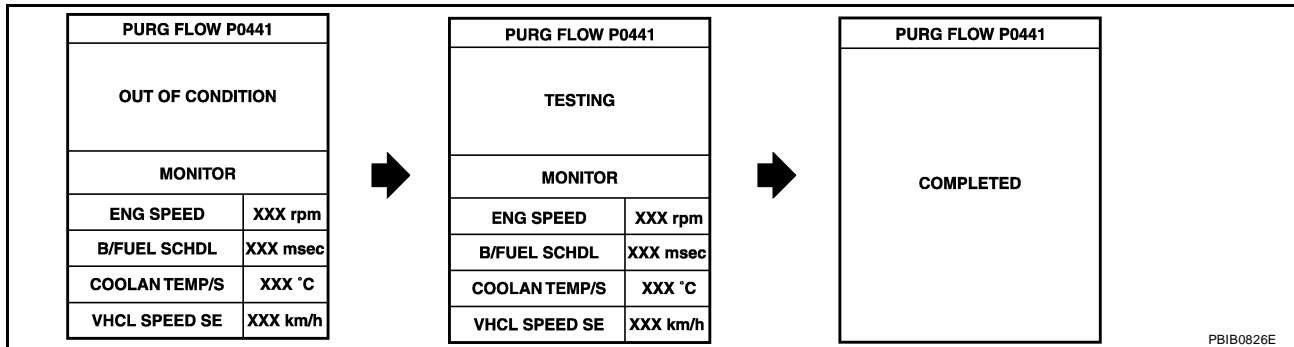 PURG FLOW P0441
OUT OF CONDITION
MONITOR
ENG SPEED XXX rpm
B/FUEL SCHDL XXX msec
COOLAN TEMP/S XXX °C
VHCL SPEED SE XXX km/h
PURG FLOW P0441
TESTING
MONITOR
ENG SPEED XXX rpm
B/FUEL SCHDL XXX msec
COOLAN TEMP/S XXX °C
VHCL SPEED SE XXX km/h
PURG FLOW P0441
COMPLETED
PBIB0826E